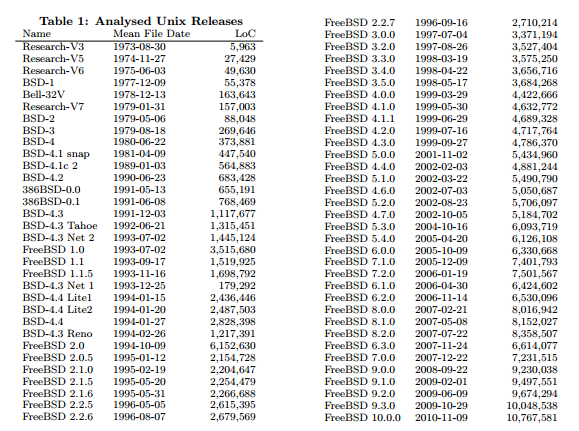 Table 1: Analysed Unix Releases
Name Mean File Date LoC
Research-V3 1973-08-30 5,963
Research-V5 1974-11-27 27,429
Research-V6 1975-06-03 49,630
BSD-1 1977-12-09 55,378
Bell-32V 1978-12-13 163,643
Research-V7 1979-01-31 157,003
BSD-2 1979-05-06 88,048
BSD-3 1979-08-18 269,646
BSD-4 1980-06-22 373,881
BSD-4.1 snap 1981-04-09 447,540
BSD-4.1c 2 1989-01-03 564,883
BSD-4.2 1990-06-23 683,428
386BSD-0.0 1991-05-13 655,191
386BSD-0.1 1991-06-08 768,469
BSD-4.3 1991-12-03 1,117,677
BSD-4.3 Tahoe 1992-06-21 1,315,451
BSD-4.3 Net 2 1993-07-02 1,445,124
FreeBSD 1.0 1993-07-02 3,515,680
FreeBSD 1.1 1993-09-17 1,519,925
FreeBSD 1.1.5 1993-11-16 1,698,792
BSD-4.3 Net 1 1993-12-25 179,292
BSD-4.4 Lite1 1994-01-15 2,436,446
BSD-4.4 Lite2 1994-01-20 2,487,503
BSD-4.4 1994-01-27 2,828,398
BSD-4.3 Reno 1994-02-26 1,217,391
FreeBSD 2.0 1994-10-09 6,152,630
FreeBSD 2.0.5 1995-01-12 2,154,728
FreeBSD 2.1.0 1995-02-19 2,204,647
FreeBSD 2.1.5 1995-05-20 2,254,479
FreeBSD 2.1.6 1995-05-31 2,266,688
FreeBSD 2.2.5 1996-05-05 2,615,395
FreeBSD 2.2.6 1996-08-07 2,679,569
FreeBSD 2.2.7 1996-09-16 2,710,214
FreeBSD 3.0.0 1997-07-04 3,371,194
FreeBSD 3.2.0 1997-08-26 3,527,404
FreeBSD 3.3.0 1998-03-19 3,575,250
FreeBSD 3.4.0 1998-04-22 3,656,716
FreeBSD 3.5.0 1998-05-17 3,684,268
FreeBSD 4.0.0 1999-03-29 4,422,666
FreeBSD 4.1.0 1999-05-30 4,632,772
FreeBSD 4.1.1 1999-06-29 4,689,328
FreeBSD 4.2.0 1999-07-16 4,717,764
FreeBSD 4.3.0 1999-09-27 4,786,370
FreeBSD 5.0.0 2001-11-02 5,434,960
FreeBSD 4.4.0 2002-02-03 4,881,244
FreeBSD 5.1.0 2002-03-22 5,490,790
FreeBSD 4.6.0 2002-07-03 5,050,687
FreeBSD 5.2.0 2002-08-23 5,706,097
FreeBSD 4.7.0 2002-10-05 5,184,702
FreeBSD 5.3.0 2004-10-16 6,093,719
FreeBSD 5.4.0 2005-04-20 6,126,108
FreeBSD 6.0.0 2005-10-09 6,330,668
FreeBSD 7.1.0 2005-12-09 7,401,793
FreeBSD 7.2.0 2006-01-19 7,501,567
FreeBSD 6.1.0 2006-04-30 6,424,602
FreeBSD 6.2.0 2006-11-14 6,530,096
FreeBSD 8.0.0 2007-02-21 8,016,942
FreeBSD 8.1.0 2007-05-08 8,152,027
FreeBSD 8.2.0 2007-07-22 8,358,507
FreeBSD 6.3.0 2007-11-24 6,614,077
FreeBSD 7.0.0 2007-12-22 7,231,515
FreeBSD 9.0.0 2008-09-22 9,230,038
FreeBSD 9.1.0 2009-02-01 9,497,551
FreeBSD 9.2.0 2009-06-09 9,674,294
FreeBSD 9.3.0 2009-10-29 10,048,538
FreeBSD 10.0.0 2010-11-09 10,767,581